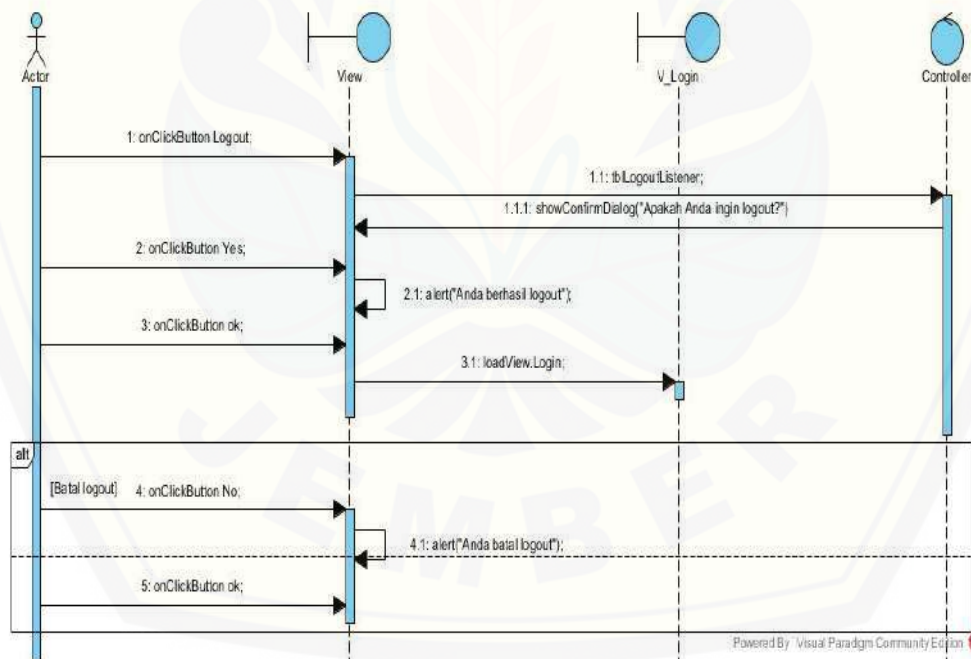 Actor
View
V_Login
Controller
1: onClickButton Logout;
1.1: tblLogoutListener;
1.1.1: showConfirmDialog("Apakah Anda ingin logout?")
2: onClickButton Yes;
2.1: alert("Anda berhasil logout");
3: onClickButton ok;
3.1: loadView.Login;
alt
[Batal logout]
4: onClickButton No;
4.1: alert("Anda batal logout");
5: onClickButton ok;
JEMBER
Powered By Visual Paradigm Community Edition